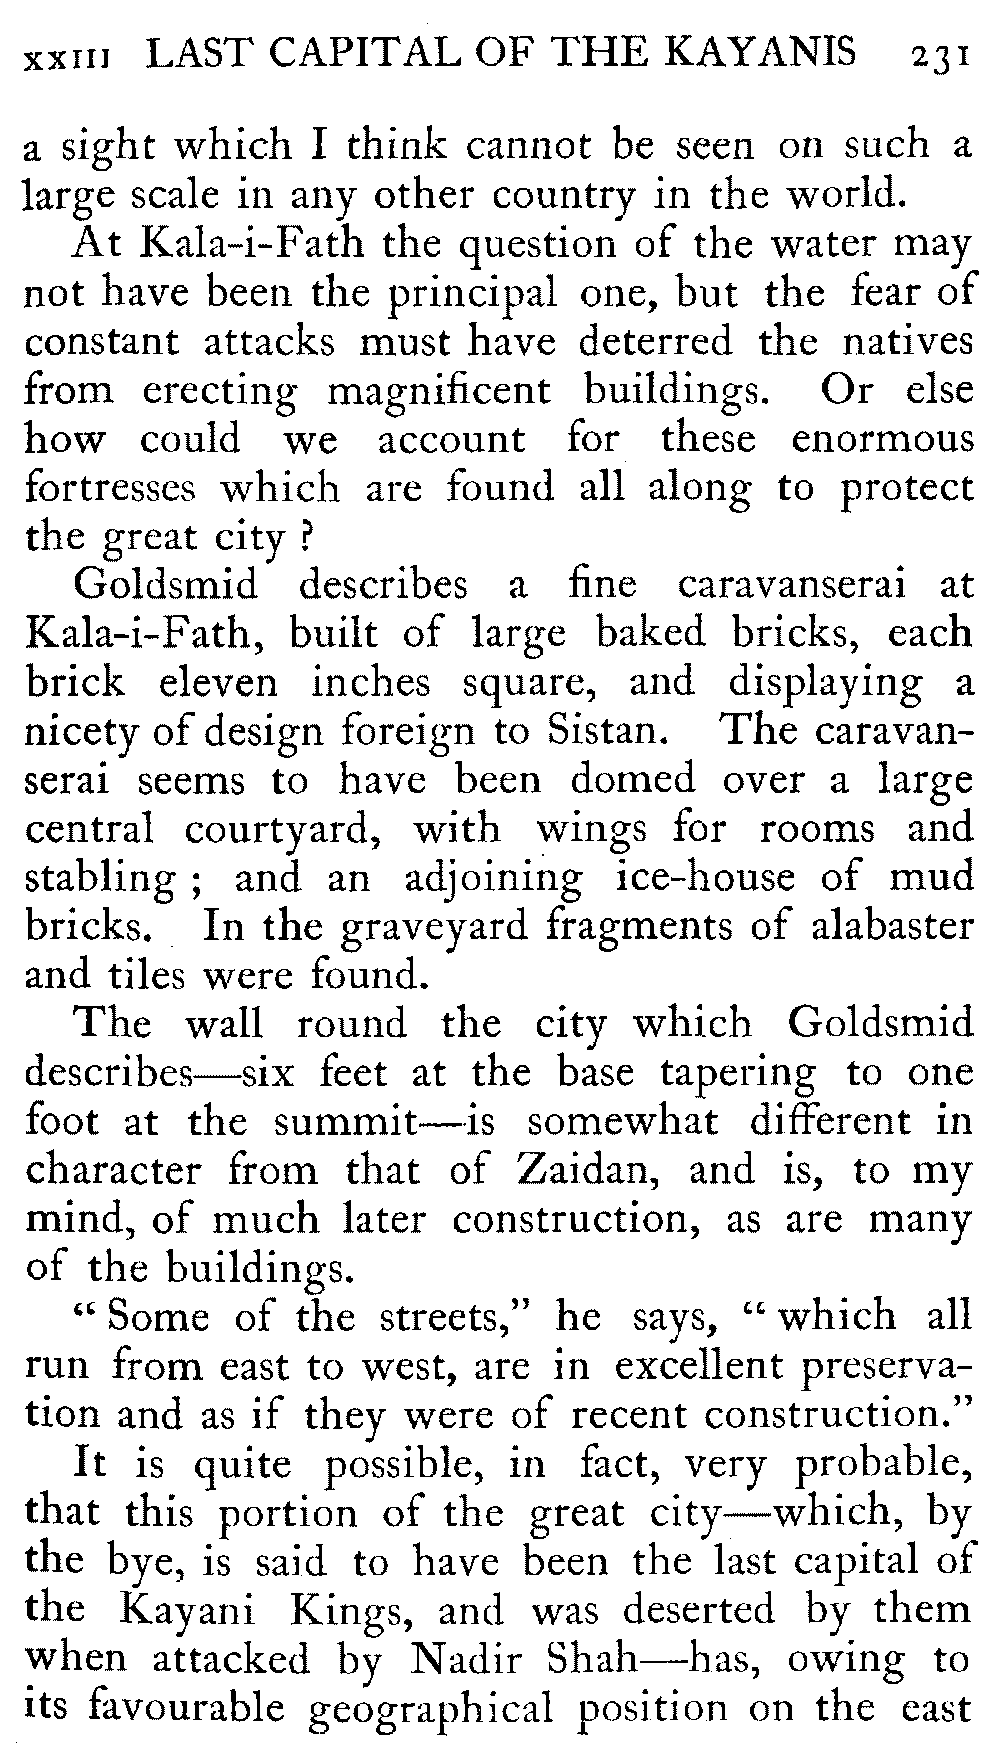 XXIII LAST CAPITAL OF THE KAYANIS 231
a sight which I think cannot be seen on such a
large scale in any other country in the world.
At Kala-i-Fath the question of the water may
not have been the principal one, but the fear of
constant attacks must have deterred the natives
from erecting magnificent buildings. Or else
how could we account for these enormous
fortresses which are found all along to protect
the great city ?
Goldsmid describes a fine caravanserai at
Kala-i-Fath, built of large baked bricks, each
brick eleven inches square, and displaying a
nicety of design foreign to Sistan. The caravan-
serai seems to have been domed over a large
central courtyard, with wings for rooms and
stabling ; and an adjoining ice-house of mud
bricks. In the graveyard fragments of alabaster
and tiles were found.
The wall round the city which Goldsmid
describes—six feet at the base tapering to one
foot at the summit—is somewhat different in
character from that of Zaidan, and is, to my
mind, of much later construction, as are many
of the buildings.
“ Some of the streets,” he says, “ which all
run from east to west, are in excellent preserva-
tion and as if they were of recent construction.”
It is quite possible, in fact, very probable,
that this portion of the great city—which, by
the bye, is said to have been the last capital of
the Kayani Kings, and was deserted by them
when attacked by Nadir Shah—has, owing to
its favourable geographical position on the east